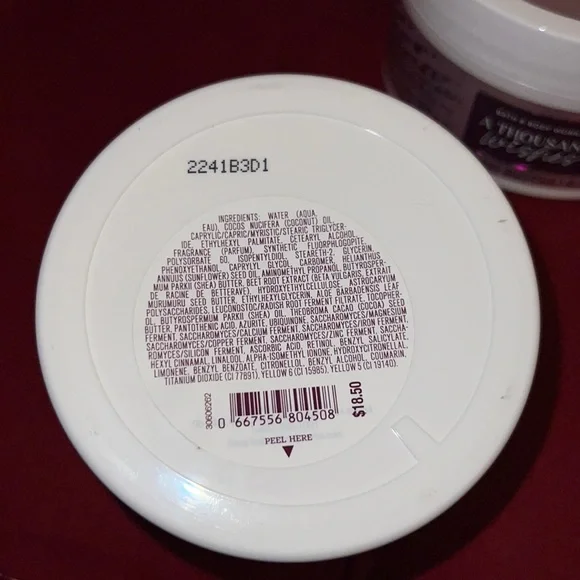 BATH & BODY WORKS
A THOUSAN
2241B3D1
INGREDIENTS: WATER (AQUA,
EAU), COCOS NUCIFERA (COCONUT) OIL,
CAPRYLIC/CAPRIC/MYRISTIC/STEARIC TRIGLYCER-
IDE, ETHYLHEXYL PALMITATE, CETEARYL ALCOHOL,
FRAGRANCE (PARFUM), SYNTHETIC FLUORPHLOGOPITE,
POLYSORBATE 60, ISOPENTYLDIOL, STEARETH-2, GLYCERIN,
PHENOXYETHANOL, CAPRYLYL GLYCOL, CARBOMER, HELIANTHUS
ANNUUS (SUNFLOWER) SEED OIL, AMINOMETHYL PROPANOL, BUTYROSPER-
MUM PARKII (SHEA) BUTTER, BEET ROOT EXTRACT (BETA VULGARIS, EXTRAIT
DE RACINE DE BETTERAVE), HYDROXYETHYLCELLULOSE, ASTROCARYUM
MURUMURU SEED BUTTER, ETHYLHEXYLGLYCERIN, ALOE BARBADENSIS LEAF
POLYSACCHARIDES, LEUCONOSTOC/RADISH ROOT FERMENT FILTRATE, TOCOPHER-
OL, BUTYROSPERMUM PARKII (SHEA) OIL, THEOBROMA CACAO (COCOA) SEED
BUTTER, PANTOTHENIC ACID, AZURITE, UBIQUINONE, SACCHAROMYCES/MAGNESIUM
FERMENT, SACCHAROMYCES/CALCIUM FERMENT, SACCHAROMYCES/IRON FERMENT,
SACCHAROMYCES/COPPER FERMENT, SACCHAROMYCES/ZINC FERMENT, SACCHA-
ROMYCES/SILICON FERMENT, ASCORBIC ACID, RETINOL, BENZYL SALICYLATE,
HEXYL CINNAMAL, LINALOOL, ALPHA-ISOMETHYL IONONE, HYDROXYCITRONELLAL,
LIMONENE, BENZYL BENZOATE, CITRONELLOL, BENZYL ALCOHOL, COUMARIN,
TITANIUM DIOXIDE (CI 77891), YELLOW 6 (CI 15985), YELLOW 5 (CI 19140).
30606262
0 667556 804508
$18.50
PEEL HERE